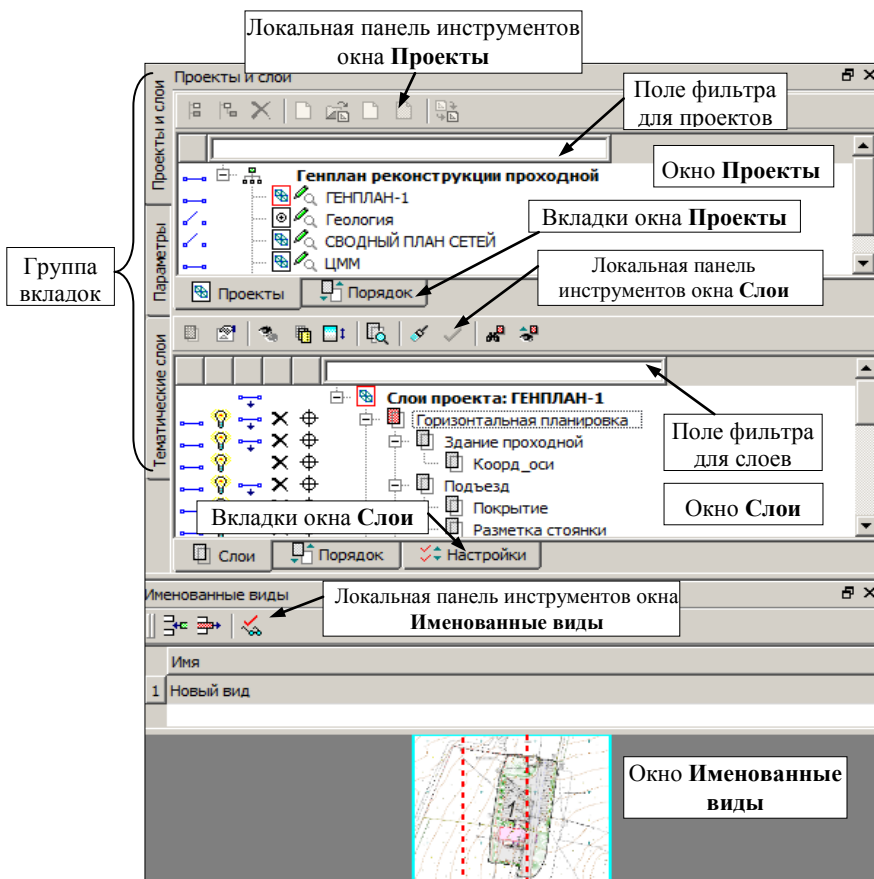 Локальная панель инструментов
окна Проекты
Проекты и слои
Поле фильтра
для проектов
Окно Проекты
Генплан реконструкции проходной
ГЕНПЛАН-1
Геология
СВОДНЫЙ ПЛАН СЕТЕЙ
ЦММ
Вкладки окна Проекты
Проекты
Порядок
Локальная панель
инструментов окна Слои
Группа
вкладок
Проекты и слои
Параметры
Тематические слои
Слои проекта: ГЕНПЛАН-1
Горизонтальная планировка
Здание проходной
Коорд_оси
Подъезд
Покрытие
Разметка стоянки
Поле фильтра
для слоев
Окно Слои
Вкладки окна Слои
Слои
Порядок
Настройки
Именованные виды
Локальная панель инструментов окна
Именованные виды
Имя
1 Новый вид
Окно Именованные
виды
1